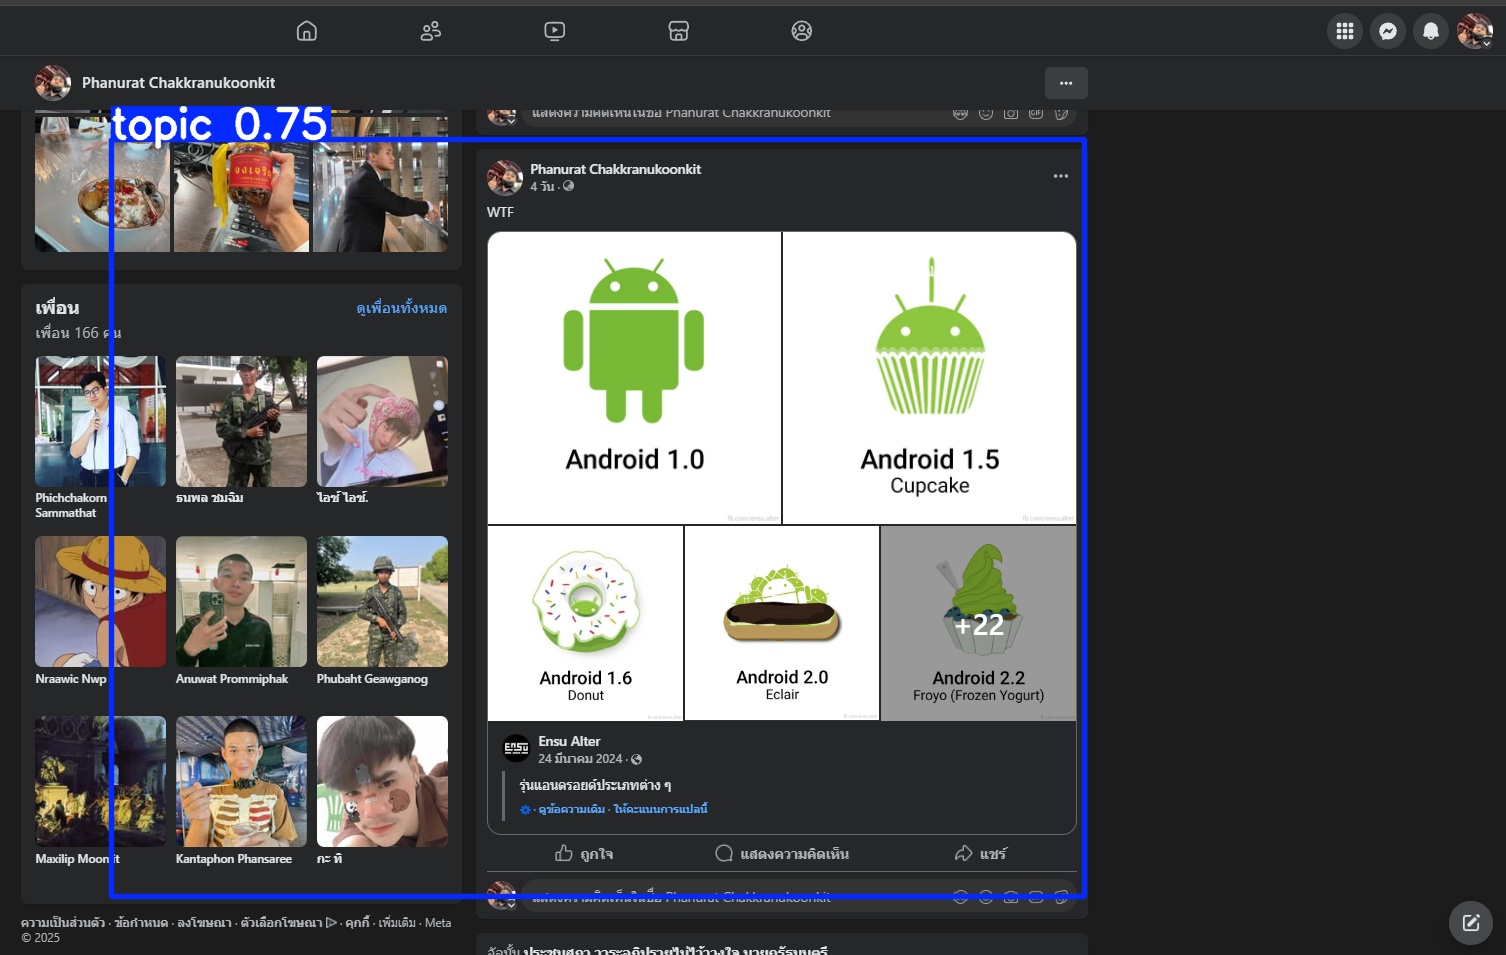 Phanurat Chakkranukoonkit
topic 0.75
แสดงความคิดเห็นในชื่อ Phanurat Chakkranukoonkit
เพื่อน
ดูเพื่อนทั้งหมด
เพื่อน 166 คน
Phichchakorn
Sammathat
ธนพล ชมฉิม
ไอซ์ ไอซ์.
Nraawic Nwp
Anuwat Prommiphak
Phubaht Geawganog
Maxilip Moonlit
Kantaphon Phansaree
กะ ทิ
ความเป็นส่วนตัว · ข้อกำหนด · ลงโฆษณา · ตัวเลือกโฆษณา · คุกกี้ · เพิ่มเติม · Meta
© 2025
Phanurat Chakkranukoonkit
4 วัน ·
WTF
Android 1.0
fb.com/ensu.alter
Android 1.5
Cupcake
fb.com/ensu.alter
Android 1.6
Donut
Android 2.0
Eclair
+22
Android 2.2
Froyo (Frozen Yogurt)
ENSU
Ensu Alter
24 มีนาคม 2024 ·
รุ่นแอนดรอยด์ประเภทต่าง ๆ
· ดูข้อความเดิม · ให้คะแนนการแปลนี้
ถูกใจ
แสดงความคิดเห็น
แชร์
แสดงความคิดเห็นในชื่อ Phanurat Chakkranukoonkit